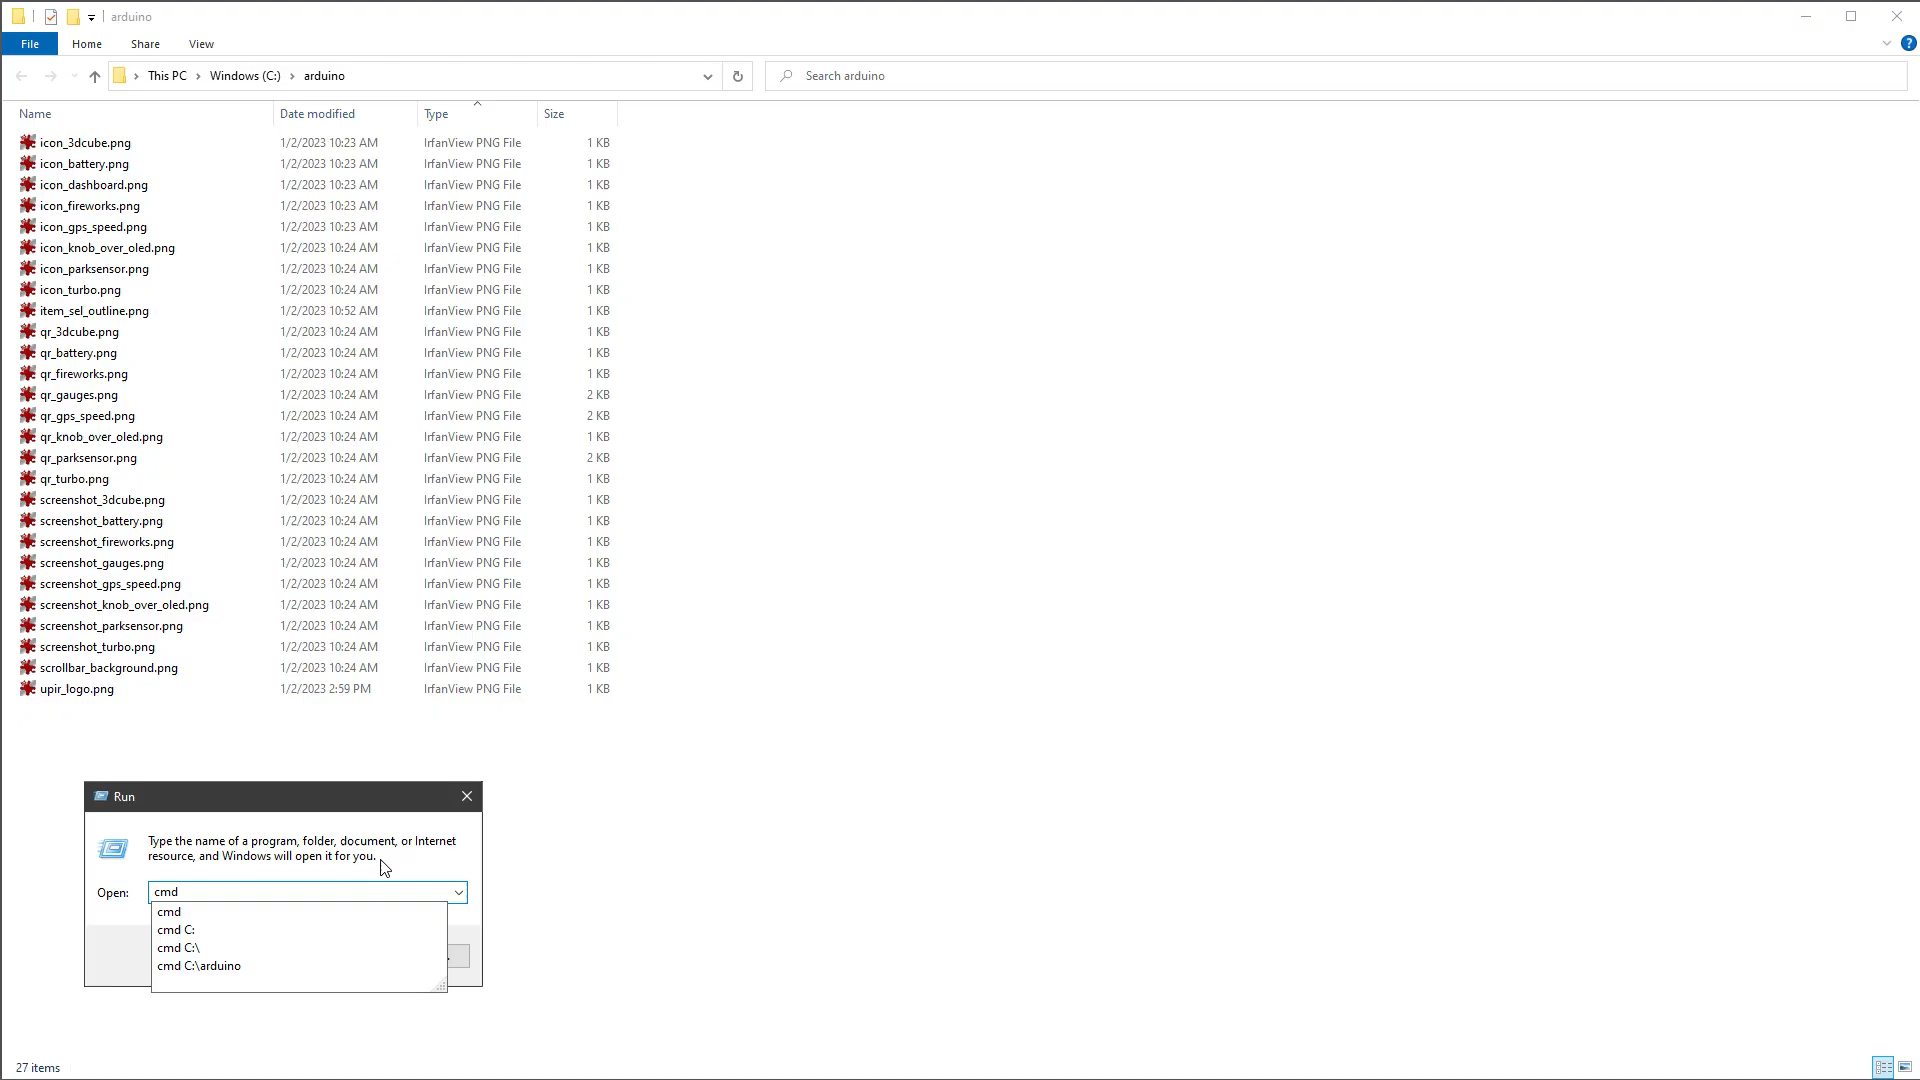 arduino
File Home Share View
This PC Windows (C:) arduino Search arduino
Name Date modified Type Size
icon_3dcube.png 1/2/2023 10:23 AM IrfanView PNG File 1 KB
icon_battery.png 1/2/2023 10:23 AM IrfanView PNG File 1 KB
icon_dashboard.png 1/2/2023 10:23 AM IrfanView PNG File 1 KB
icon_fireworks.png 1/2/2023 10:23 AM IrfanView PNG File 1 KB
icon_gps_speed.png 1/2/2023 10:23 AM IrfanView PNG File 1 KB
icon_knob_over_oled.png 1/2/2023 10:24 AM IrfanView PNG File 1 KB
icon_parksensor.png 1/2/2023 10:24 AM IrfanView PNG File 1 KB
icon_turbo.png 1/2/2023 10:24 AM IrfanView PNG File 1 KB
item_sel_outline.png 1/2/2023 10:52 AM IrfanView PNG File 1 KB
qr_3dcube.png 1/2/2023 10:24 AM IrfanView PNG File 1 KB
qr_battery.png 1/2/2023 10:24 AM IrfanView PNG File 1 KB
qr_fireworks.png 1/2/2023 10:24 AM IrfanView PNG File 1 KB
qr_gauges.png 1/2/2023 10:24 AM IrfanView PNG File 2 KB
qr_gps_speed.png 1/2/2023 10:24 AM IrfanView PNG File 2 KB
qr_knob_over_oled.png 1/2/2023 10:24 AM IrfanView PNG File 1 KB
qr_parksensor.png 1/2/2023 10:24 AM IrfanView PNG File 2 KB
qr_turbo.png 1/2/2023 10:24 AM IrfanView PNG File 1 KB
screenshot_3dcube.png 1/2/2023 10:24 AM IrfanView PNG File 1 KB
screenshot_battery.png 1/2/2023 10:24 AM IrfanView PNG File 1 KB
screenshot_fireworks.png 1/2/2023 10:24 AM IrfanView PNG File 1 KB
screenshot_gauges.png 1/2/2023 10:24 AM IrfanView PNG File 1 KB
screenshot_gps_speed.png 1/2/2023 10:24 AM IrfanView PNG File 1 KB
screenshot_knob_over_oled.png 1/2/2023 10:24 AM IrfanView PNG File 1 KB
screenshot_parksensor.png 1/2/2023 10:24 AM IrfanView PNG File 1 KB
screenshot_turbo.png 1/2/2023 10:24 AM IrfanView PNG File 1 KB
scrollbar_background.png 1/2/2023 10:24 AM IrfanView PNG File 1 KB
upir_logo.png 1/2/2023 2:59 PM IrfanView PNG File 1 KB
Run
Type the name of a program, folder, document, or Internet
resource, and Windows will open it for you.
Open: cmd
cmd
cmd C:
cmd C:\
cmd C:\arduino
27 items